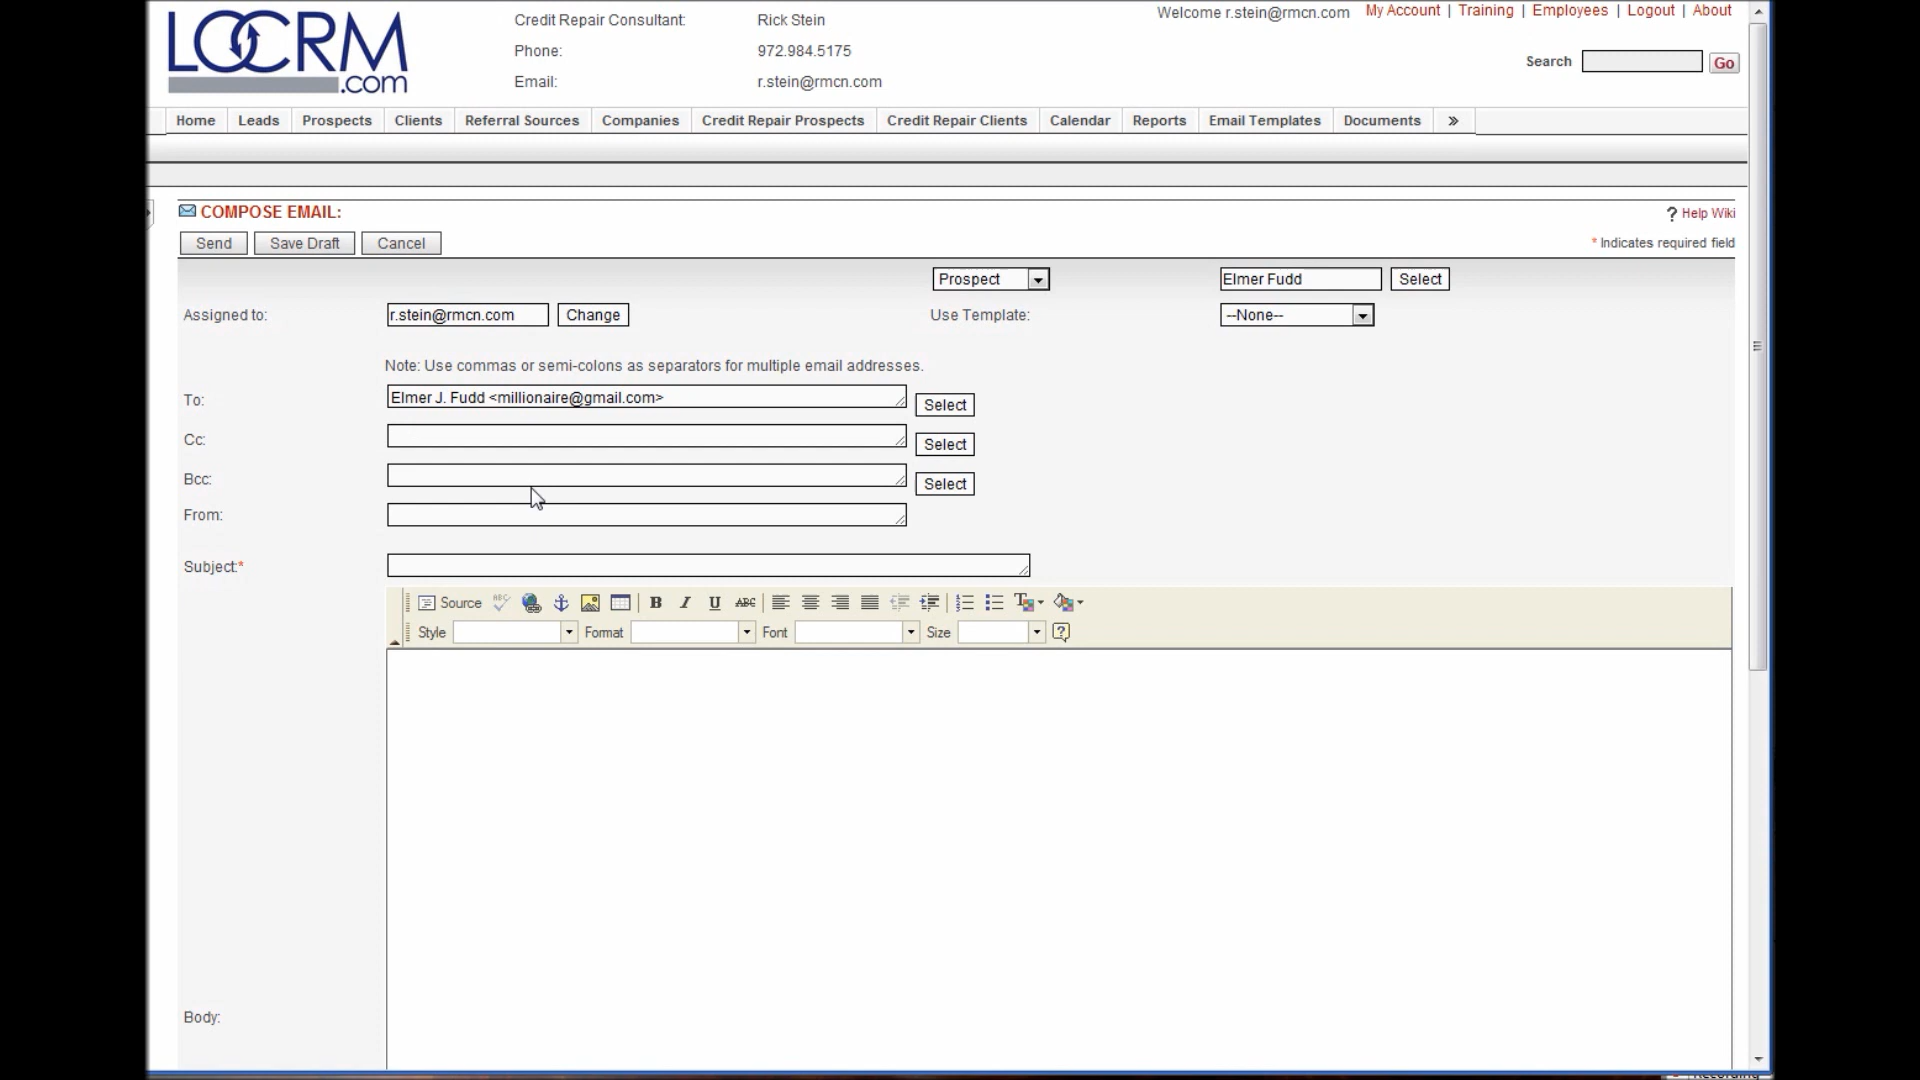 LOCRM
.com
Credit Repair Consultant: Rick Stein
Phone: 972.984.5175
Email: r.stein@rmcn.com
Welcome r.stein@rmcn.com My Account | Training | Employees | Logout | About
Search Go
Home Leads Prospects Clients Referral Sources Companies Credit Repair Prospects Credit Repair Clients Calendar Reports Email Templates Documents »
COMPOSE EMAIL:
? Help Wiki
Send Save Draft Cancel
* Indicates required field
Prospect Elmer Fudd Select
Assigned to: r.stein@rmcn.com Change Use Template: --None--
Note: Use commas or semi-colons as separators for multiple email addresses.
To: Elmer J. Fudd <millionaire@gmail.com> Select
Cc: Select
Bcc: Select
From:
Subject:*
Source ABC B I U ABC
Style Format Font Size ?
Body: